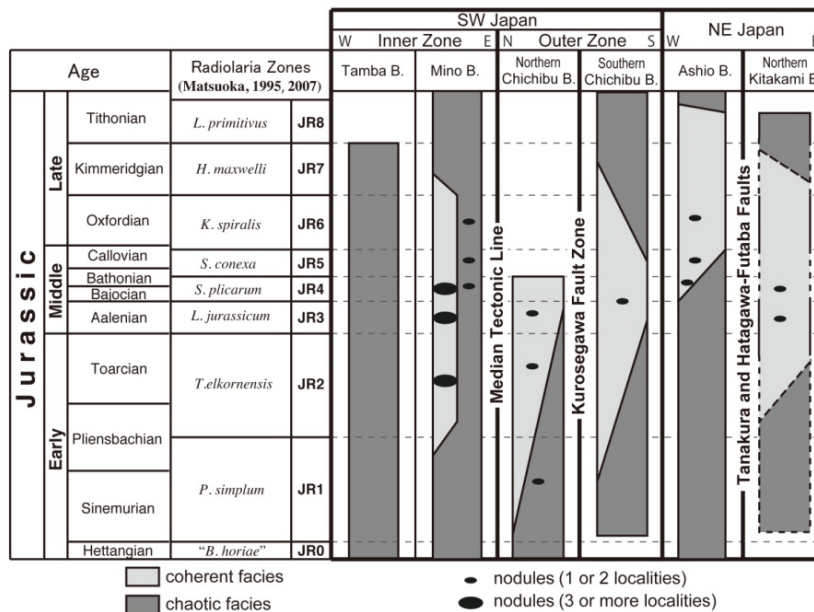 SW Japan
NE Japan
W Inner Zone E
N Outer Zone S
W
Age
Radiolaria Zones
(Matsuoka, 1995, 2007)
Tamba B.
Mino B.
Northern
Chichibu B.
Southern
Chichibu B.
Ashio B.
Northern
Kitakami B.
Jurassic
Late
Middle
Early
Tithonian
L. primitivus
JR8
Kimmeridgian
H. maxwelli
JR7
Oxfordian
K. spiralis
JR6
Callovian
S. conexa
JR5
Bathonian
Bajocian
S. plicarum
JR4
Aalenian
L. jurassicum
JR3
Toarcian
T.elkornensis
JR2
Pliensbachian
Sinemurian
P. simplum
JR1
Hettangian
"B. horiae"
JR0
Median Tectonic Line
Kurosegawa Fault Zone
Tanakura and Hatagawa-Futaba Faults
coherent facies
chaotic facies
nodules (1 or 2 localities)
nodules (3 or more localities)